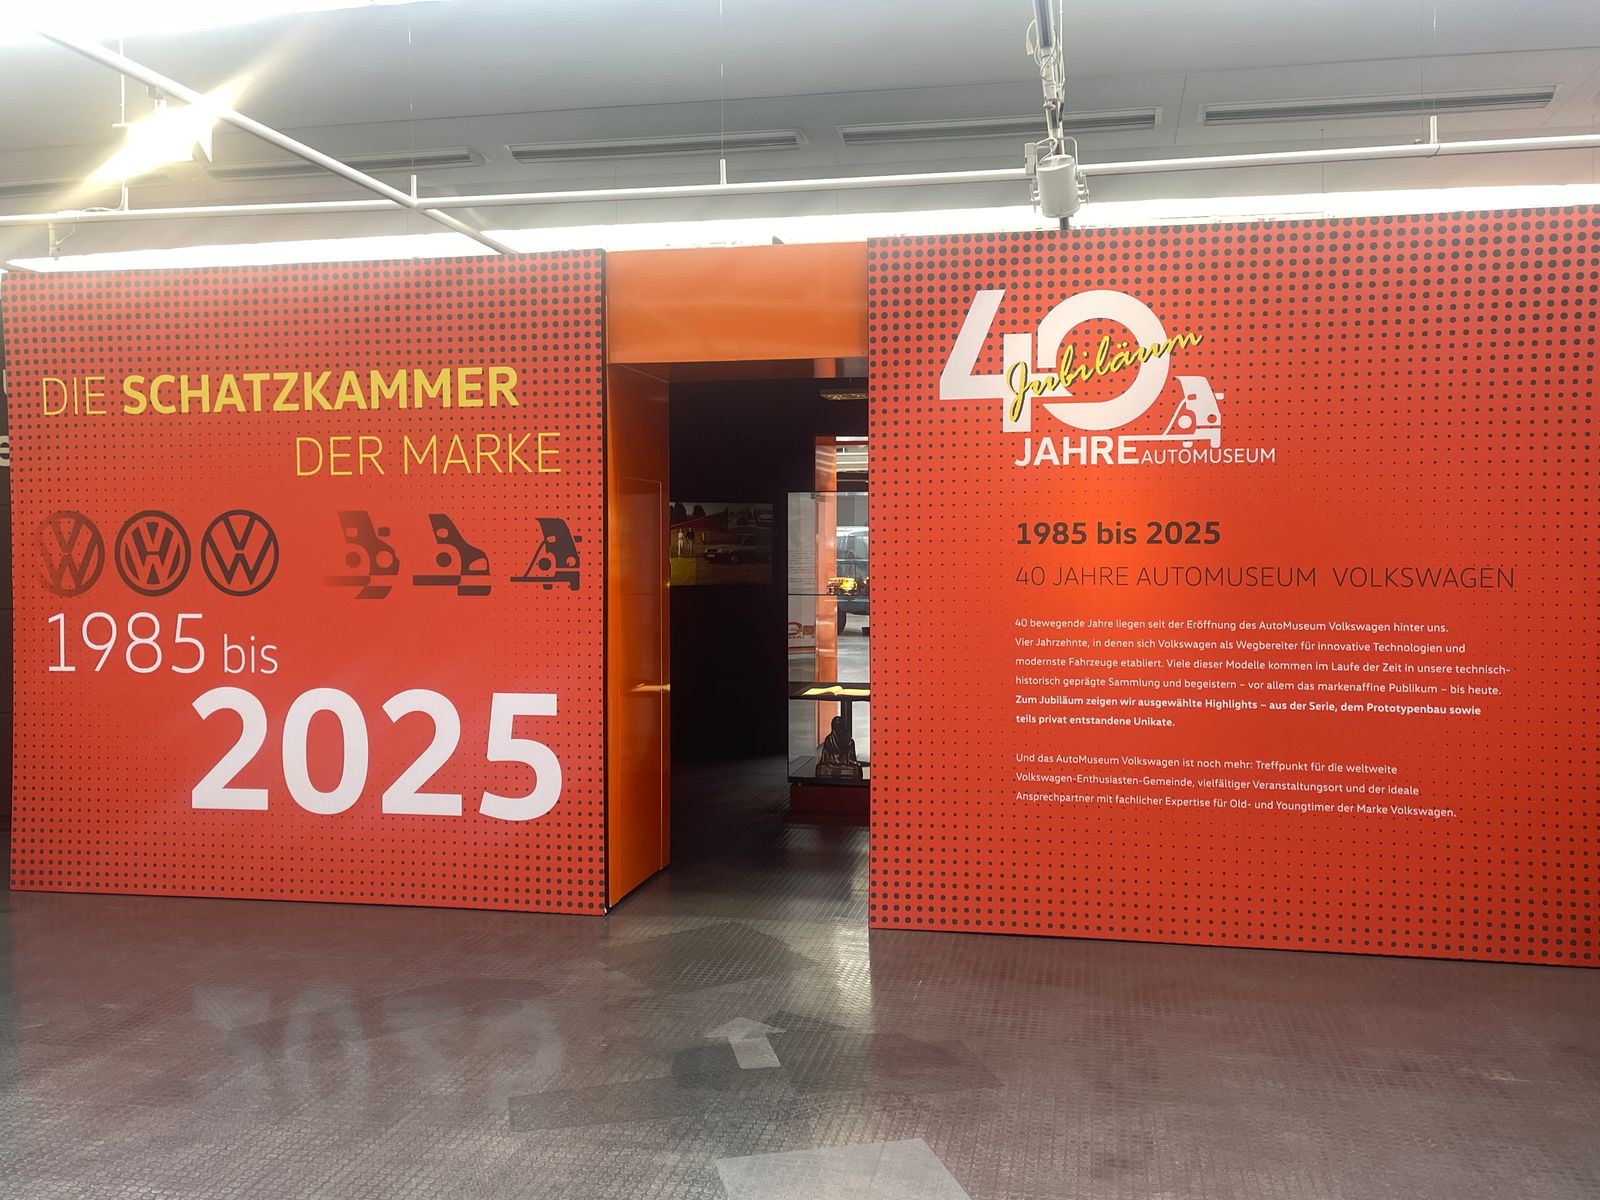 DIE SCHATZKAMMER
DER MARKE
1985 bis
2025
40
Jubiläum
JAHRE AUTOMUSEUM
1985 bis 2025
40 JAHRE AUTOMUSEUM VOLKSWAGEN
40 bewegende Jahre liegen seit der Eröffnung des AutoMuseum Volkswagen hinter uns.
Vier Jahrzehnte, in denen sich Volkswagen als Wegbereiter für innovative Technologien und
modernste Fahrzeuge etabliert. Viele dieser Modelle kommen im Laufe der Zeit in unsere technisch-
historisch geprägte Sammlung und begeistern – vor allem das markenaffine Publikum – bis heute.
Zum Jubiläum zeigen wir ausgewählte Highlights – aus der Serie, dem Prototypenbau sowie
teils privat entstandene Unikate.
Und das AutoMuseum Volkswagen ist noch mehr: Treffpunkt für die weltweite
Volkswagen-Enthusiasten-Gemeinde, vielfältiger Veranstaltungsort und der ideale
Ansprechpartner mit fachlicher Expertise für Old- und Youngtimer der Marke Volkswagen.